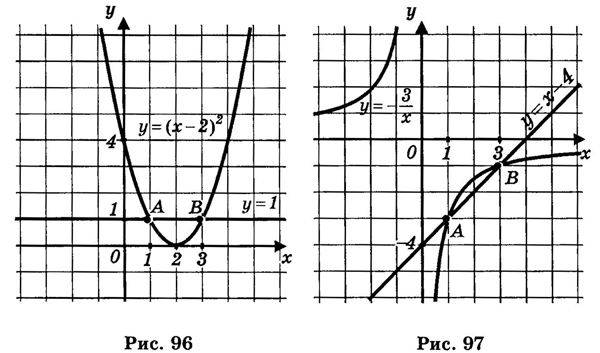 y
y = (x − 2)²
4
1
A
B
y = 1
0
1
2
3
x
Рис. 96
y
y = − 3/x
y = x − 4
0
1
3
x
B
A
−4
Рис. 97